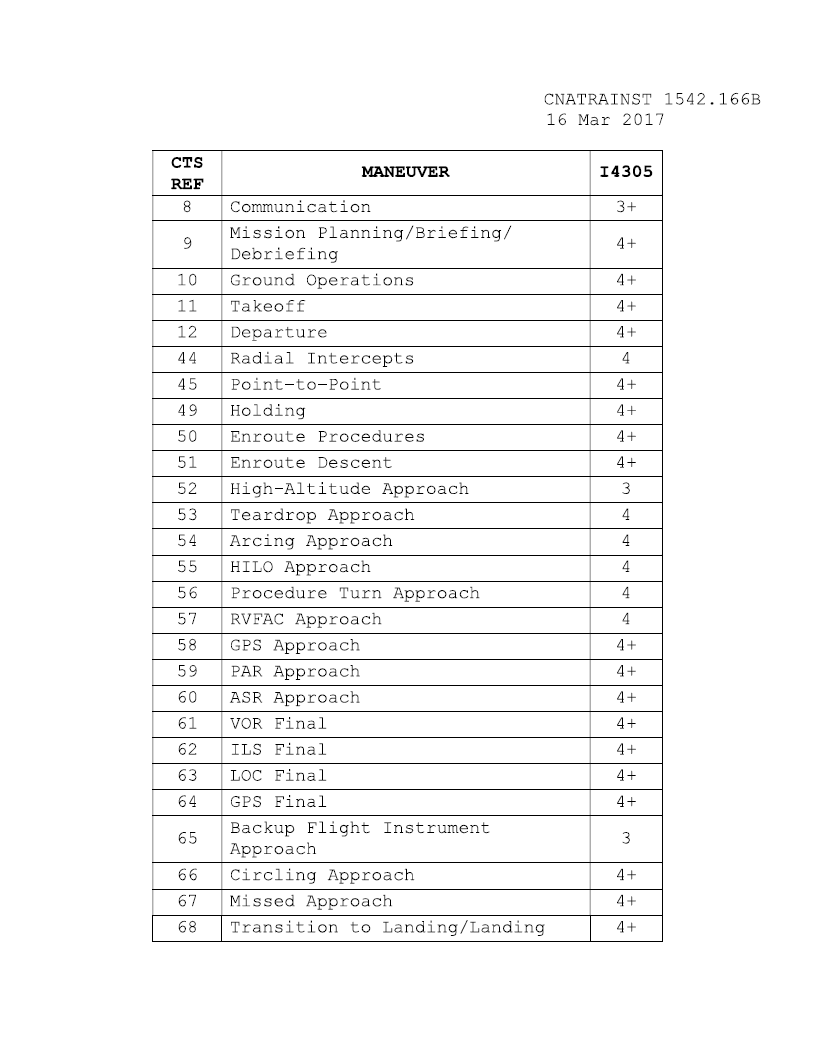 CNATRAINST 1542.166B
16 Mar 2017
CTS REF MANEUVER I4305
8 Communication 3+
9 Mission Planning/Briefing/
Debriefing 4+
10 Ground Operations 4+
11 Takeoff 4+
12 Departure 4+
44 Radial Intercepts 4
45 Point-to-Point 4+
49 Holding 4+
50 Enroute Procedures 4+
51 Enroute Descent 4+
52 High-Altitude Approach 3
53 Teardrop Approach 4
54 Arcing Approach 4
55 HILO Approach 4
56 Procedure Turn Approach 4
57 RVFAC Approach 4
58 GPS Approach 4+
59 PAR Approach 4+
60 ASR Approach 4+
61 VOR Final 4+
62 ILS Final 4+
63 LOC Final 4+
64 GPS Final 4+
65 Backup Flight Instrument
Approach 3
66 Circling Approach 4+
67 Missed Approach 4+
68 Transition to Landing/Landing 4+